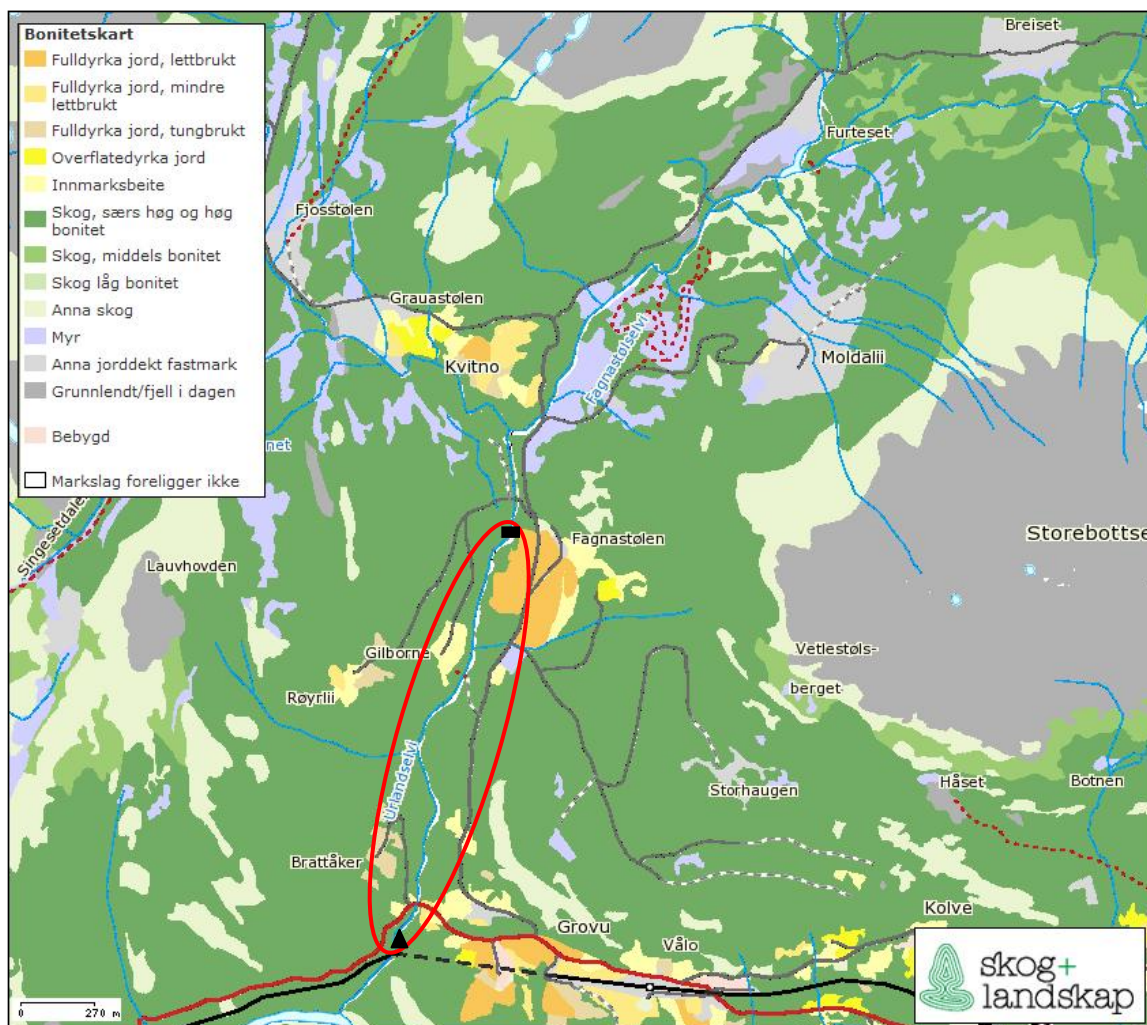 Bonitetskart
Fulldyrka jord, lettbrukt
Fulldyrka jord, mindre
lettbrukt
Fulldyrka jord, tungbrukt
Overflatedyrka jord
Innmarksbeite
Skog, særs høg og høg
bonitet
Skog, middels bonitet
Skog låg bonitet
Anna skog
Myr
Anna jorddekt fastmark
Grunnlendt/fjell i dagen
Bebygd
Markslag foreligger ikke
Breiset
Furteset
Fjosstølen
Grauastølen
Kvitno
Fagnastølselvi
Moldalii
net
Singesetdalen
Lauvhovden
Fagnastølen
Storebottse
Gilborne
Røyrlii
Vetlestøls-
berget
Urlandselvi
Storhaugen
Håset
Botnen
Brattåker
Grovu
Vålo
Kolve
0 270 m
skog+
landskap